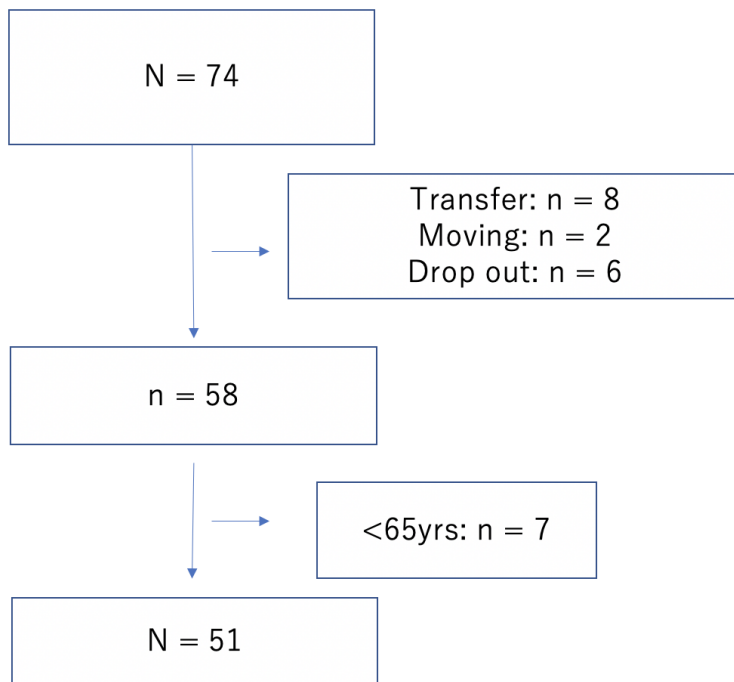 N = 74
Transfer: n = 8
Moving: n = 2
Drop out: n = 6
n = 58
<65yrs: n = 7
N = 51